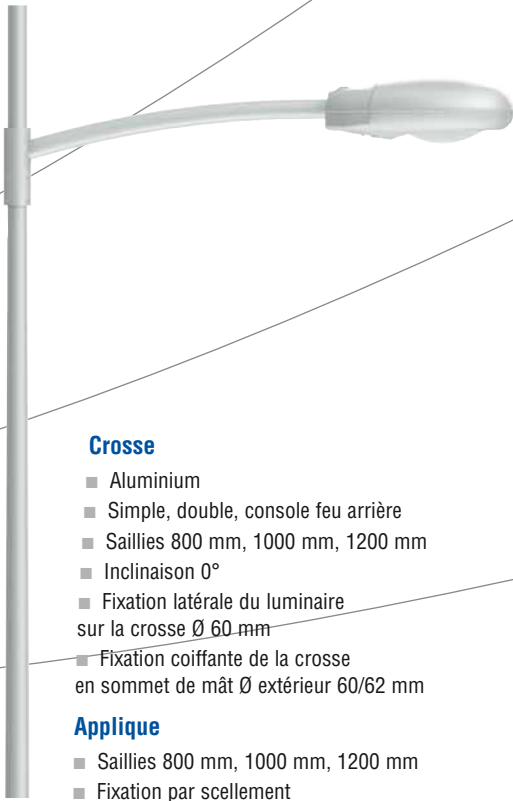 Crosse
■ Aluminium
■ Simple, double, console feu arrière
■ Saillies 800 mm, 1000 mm, 1200 mm
■ Inclinaison 0°
■ Fixation latérale du luminaire
sur la crosse Ø 60 mm
■ Fixation coiffante de la crosse
en sommet de mât Ø extérieur 60/62 mm
Applique
■ Saillies 800 mm, 1000 mm, 1200 mm
■ Fixation par scellement